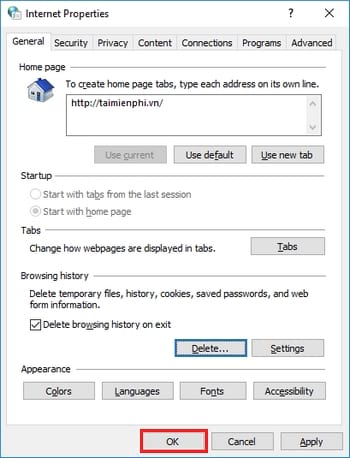 Internet Properties
General Security Privacy Content Connections Programs Advanced
Home page
To create home page tabs, type each address on its own line.
http://taimienphi.vn/
Use current Use default Use new tab
Startup
Start with tabs from the last session
Start with home page
Tabs
Change how webpages are displayed in tabs. Tabs
Browsing history
Delete temporary files, history, cookies, saved passwords, and web
form information.
Delete browsing history on exit
Delete... Settings
Appearance
Colors Languages Fonts Accessibility
OK Cancel Apply